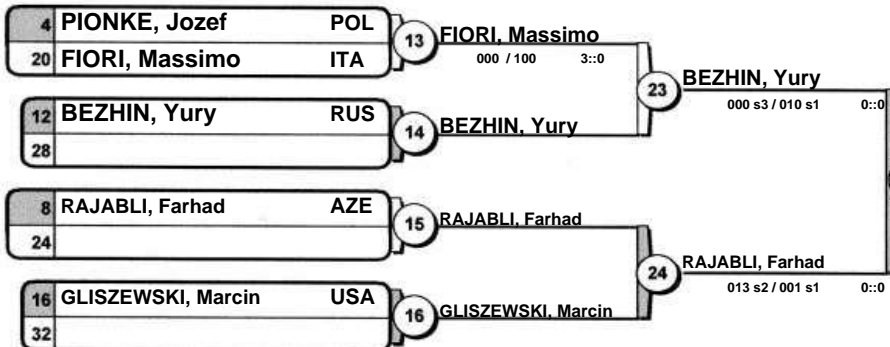 4 PIONKE, Jozef POL
20 FIORI, Massimo ITA
13 FIORI, Massimo
000 / 100 3::0
12 BEZHIN, Yury RUS
28
14 BEZHIN, Yury
23 BEZHIN, Yury
000 s3 / 010 s1 0::0
8 RAJABLI, Farhad AZE
24
15 RAJABLI, Farhad
16 GLISZEWSKI, Marcin USA
32
16 GLISZEWSKI, Marcin
24 RAJABLI, Farhad
013 s2 / 001 s1 0::0